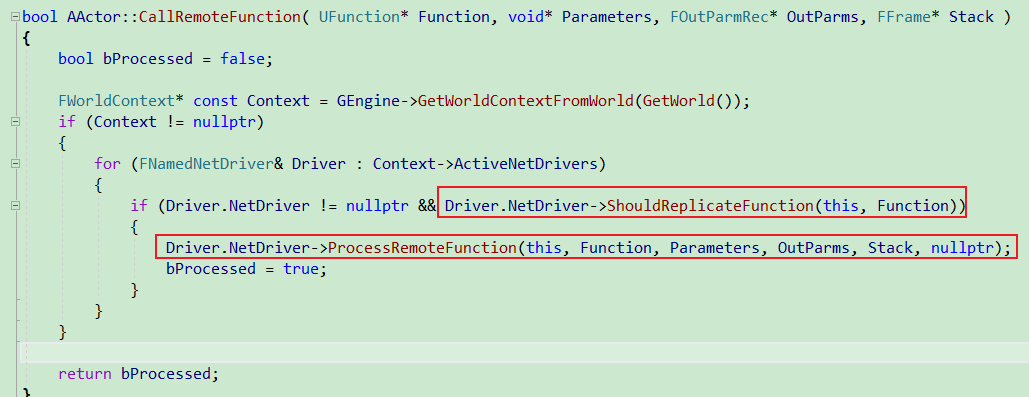 bool AActor::CallRemoteFunction( UFunction* Function, void* Parameters, FOutParmRec* OutParms, FFrame* Stack )
{
bool bProcessed = false;
FWorldContext* const Context = GEngine->GetWorldContextFromWorld(GetWorld());
if (Context != nullptr)
{
for (FNamedNetDriver& Driver : Context->ActiveNetDrivers)
{
if (Driver.NetDriver != nullptr && Driver.NetDriver->ShouldReplicateFunction(this, Function))
{
Driver.NetDriver->ProcessRemoteFunction(this, Function, Parameters, OutParms, Stack, nullptr);
bProcessed = true;
}
}
}
return bProcessed;
}